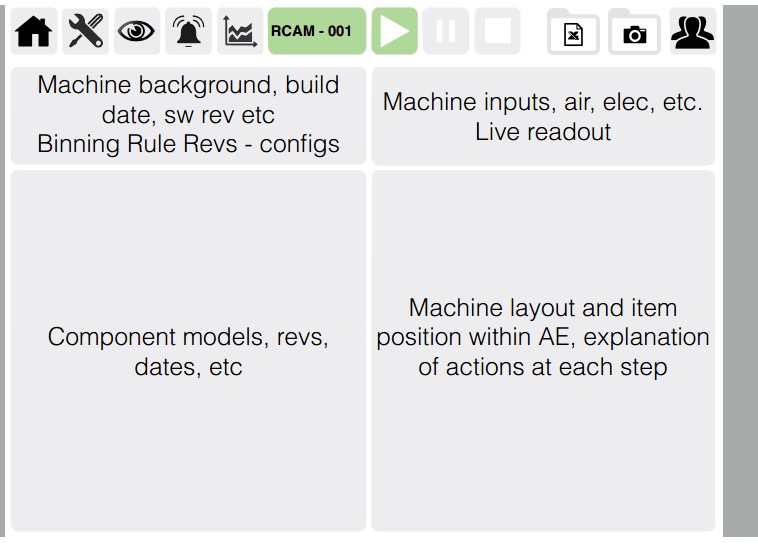 RCAM - 001
Machine background, build
date, sw rev etc
Binning Rule Revs - configs
Machine inputs, air, elec, etc.
Live readout
Component models, revs,
dates, etc
Machine layout and item
position within AE, explanation
of actions at each step